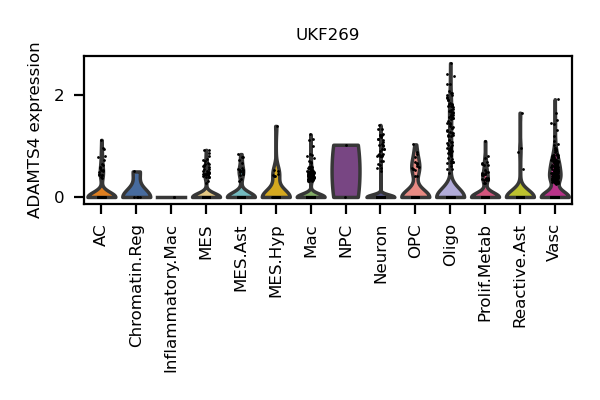 UKF269
ADAMTS4 expression
2
0
AC
Chromatin.Reg
Inflammatory.Mac
MES
MES.Ast
MES.Hyp
Mac
NPC
Neuron
OPC
Oligo
Prolif.Metab
Reactive.Ast
Vasc